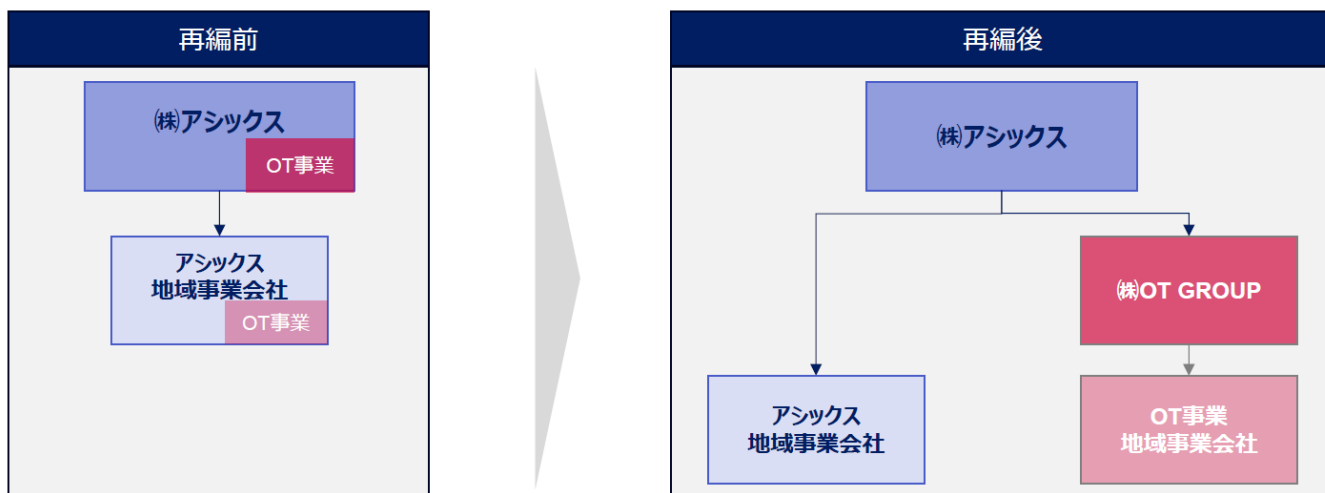 再編前
㈱アシックス
OT事業
アシックス
地域事業会社
OT事業
再編後
㈱アシックス
㈱OT GROUP
アシックス
地域事業会社
OT事業
地域事業会社